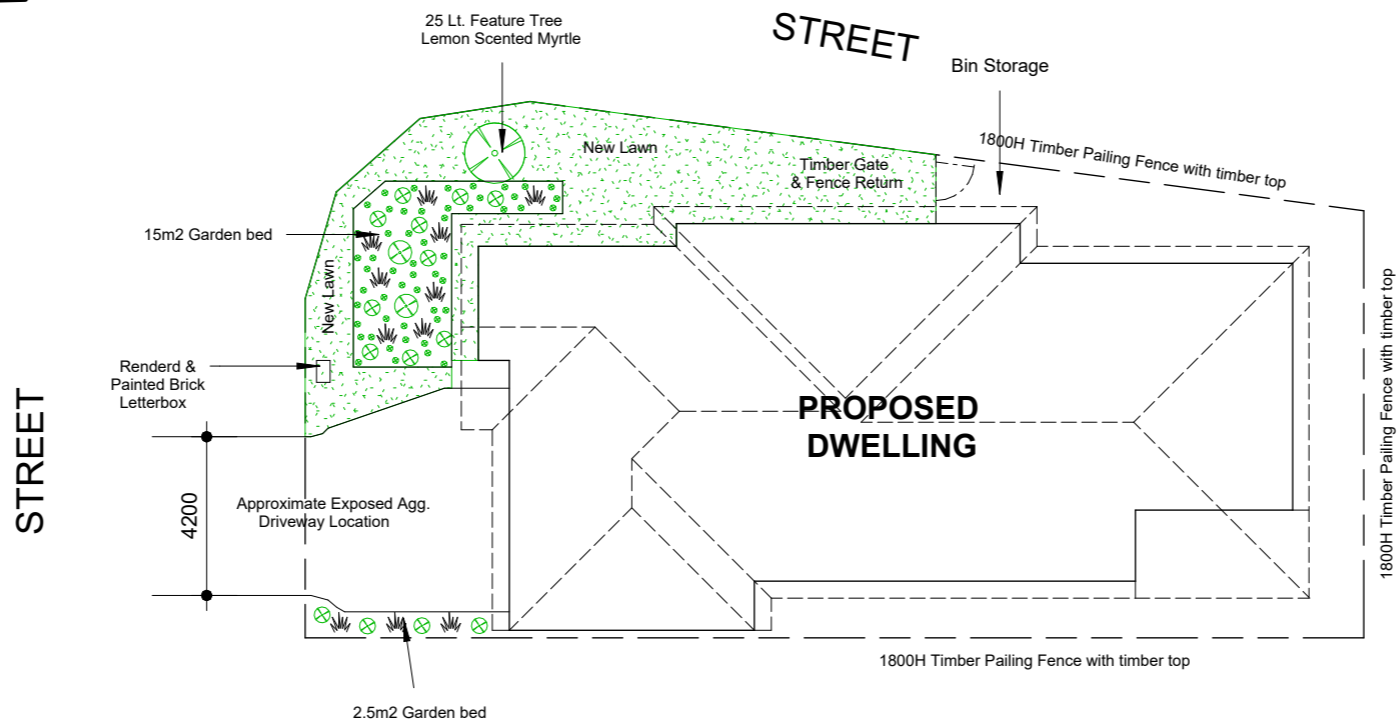 25 Lt. Feature Tree
Lemon Scented Myrtle
STREET
Bin Storage
1800H Timber Pailing Fence with timber top
New Lawn
Timber Gate
& Fence Return
15m2 Garden bed
New Lawn
Renderd &
Painted Brick
Letterbox
STREET
4200
Approximate Exposed Agg.
Driveway Location
PROPOSED
DWELLING
1800H Timber Pailing Fence with timber top
1800H Timber Pailing Fence with timber top
2.5m2 Garden bed